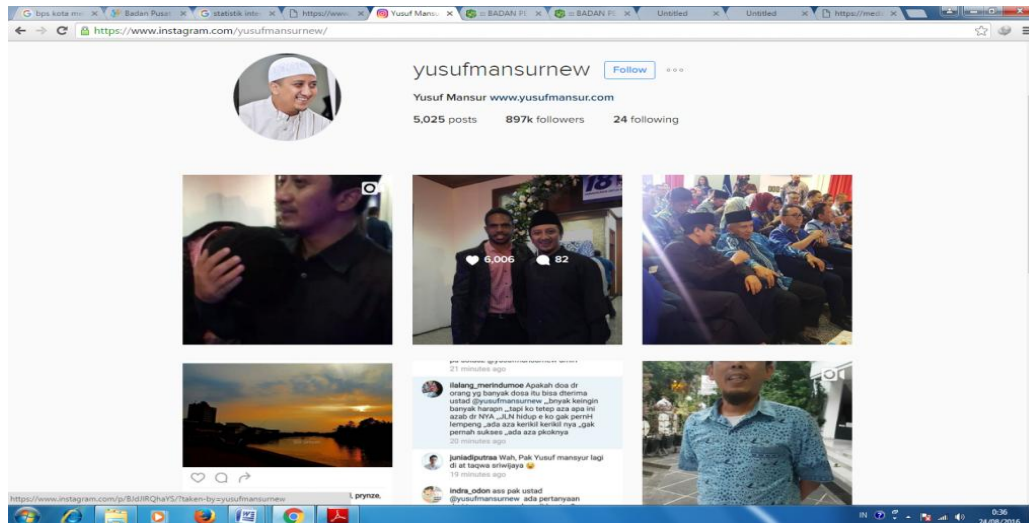 bps kota me
Badan Pusat
statistik inter
https://www.
Yusuf Mansu
:: BADAN PU
:: BADAN PU
Untitled
Untitled
https://media
https://www.instagram.com/yusufmansurnew/
yusufmansurnew Follow
Yusuf Mansur www.yusufmansur.com
5,025 posts 897k followers 24 following
18
6,006 82
21 minutes ago
ilalang_merindumoe Apakah doa dr
orang yg banyak dosa itu bisa dterima
ustad @yusufmansurnew ,,bnyak keingin
banyak harapn ,,tapi ko tetep aza apa ini
azab dr NYA ,,JLN hidup e ko gak pernH
lempeng ,,ada aza kerikil kerikil nya ,,gak
pernah sukses ,,ada aza pkoknya
20 minutes ago
juniadiputraa Wah, Pak Yusuf mansyur lagi
di at taqwa sriwijaya
19 minutes ago
indra_odon ass pak ustad
@yusufmansurnew ada pertanyaan
l, prynze,
https://www.instagram.com/p/BJdJIRQhaYS/?taken-by=yusufmansurnew
IN
0:36
24/08/2016